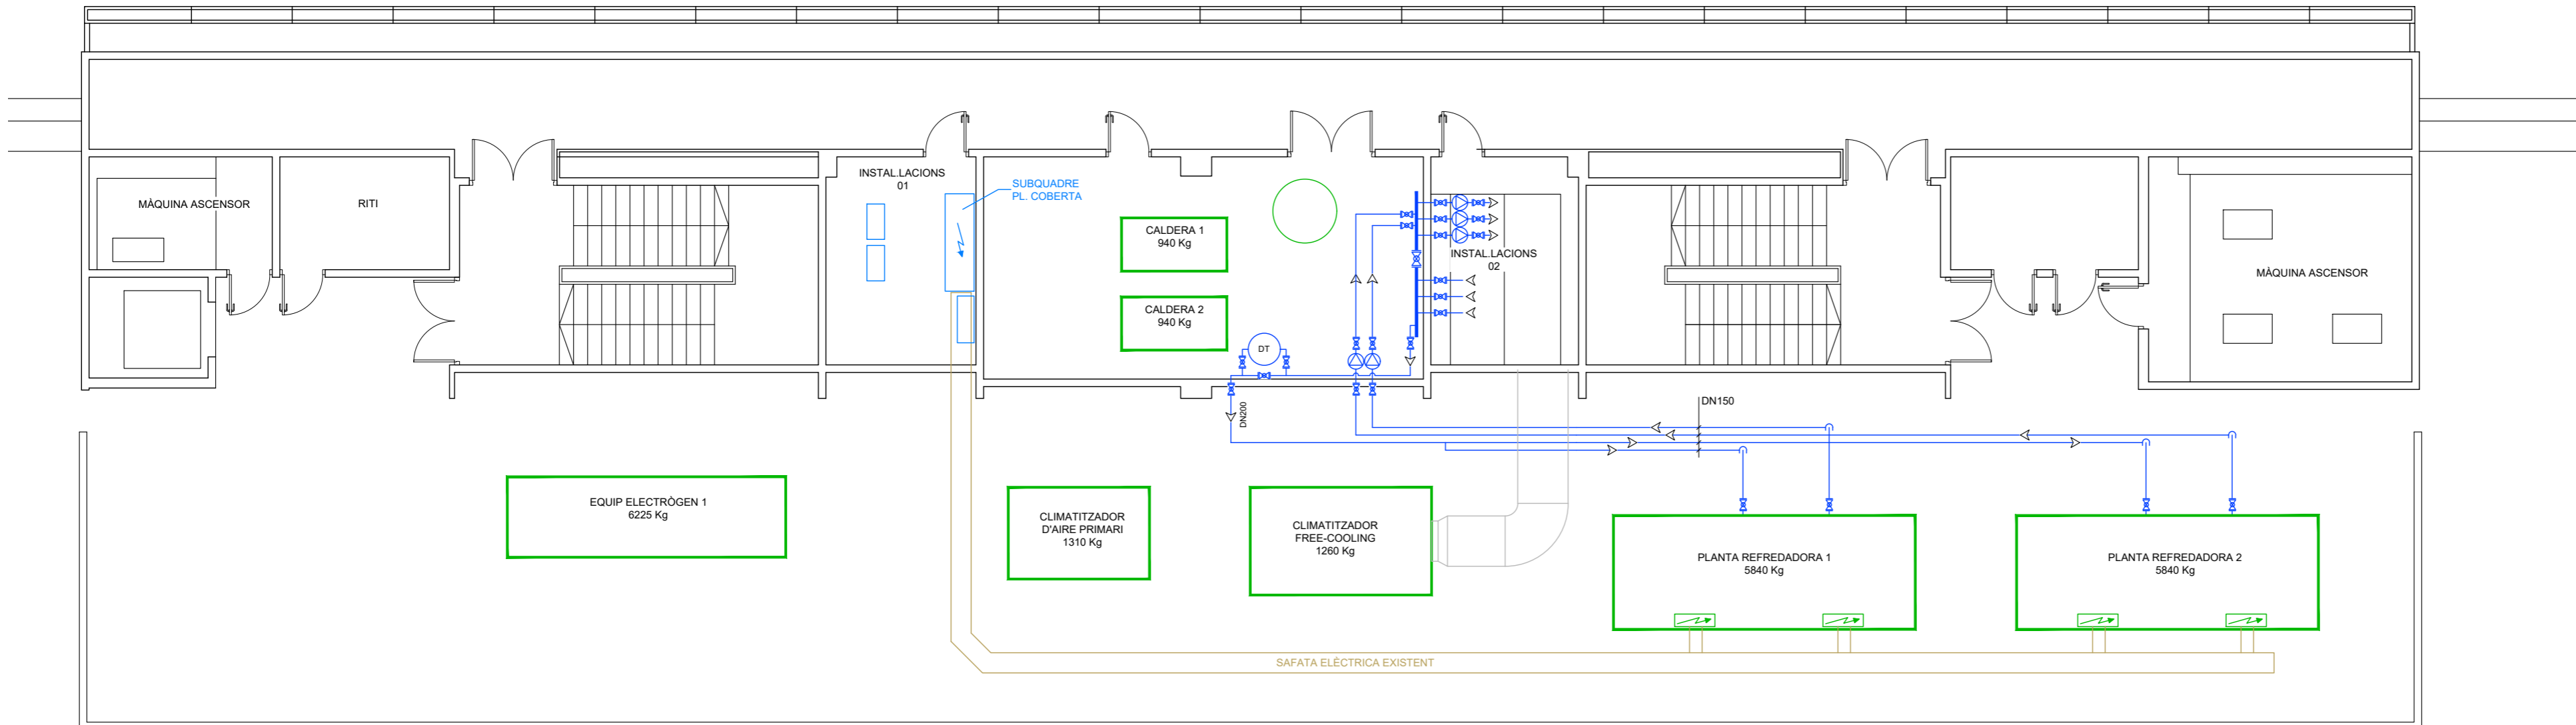 MÀQUINA ASCENSOR
RITI
INSTAL.LACIONS
01
SUBQUADRE
PL. COBERTA
CALDERA 1
940 Kg
CALDERA 2
940 Kg
DT
DN200
INSTAL.LACIONS
02
MÀQUINA ASCENSOR
DN150
EQUIP ELECTRÒGEN 1
6225 Kg
CLIMATITZADOR
D'AIRE PRIMARI
1310 Kg
CLIMATITZADOR
FREE-COOLING
1260 Kg
PLANTA REFREDADORA 1
5840 Kg
PLANTA REFREDADORA 2
5840 Kg
SAFATA ELÈCTRICA EXISTENT